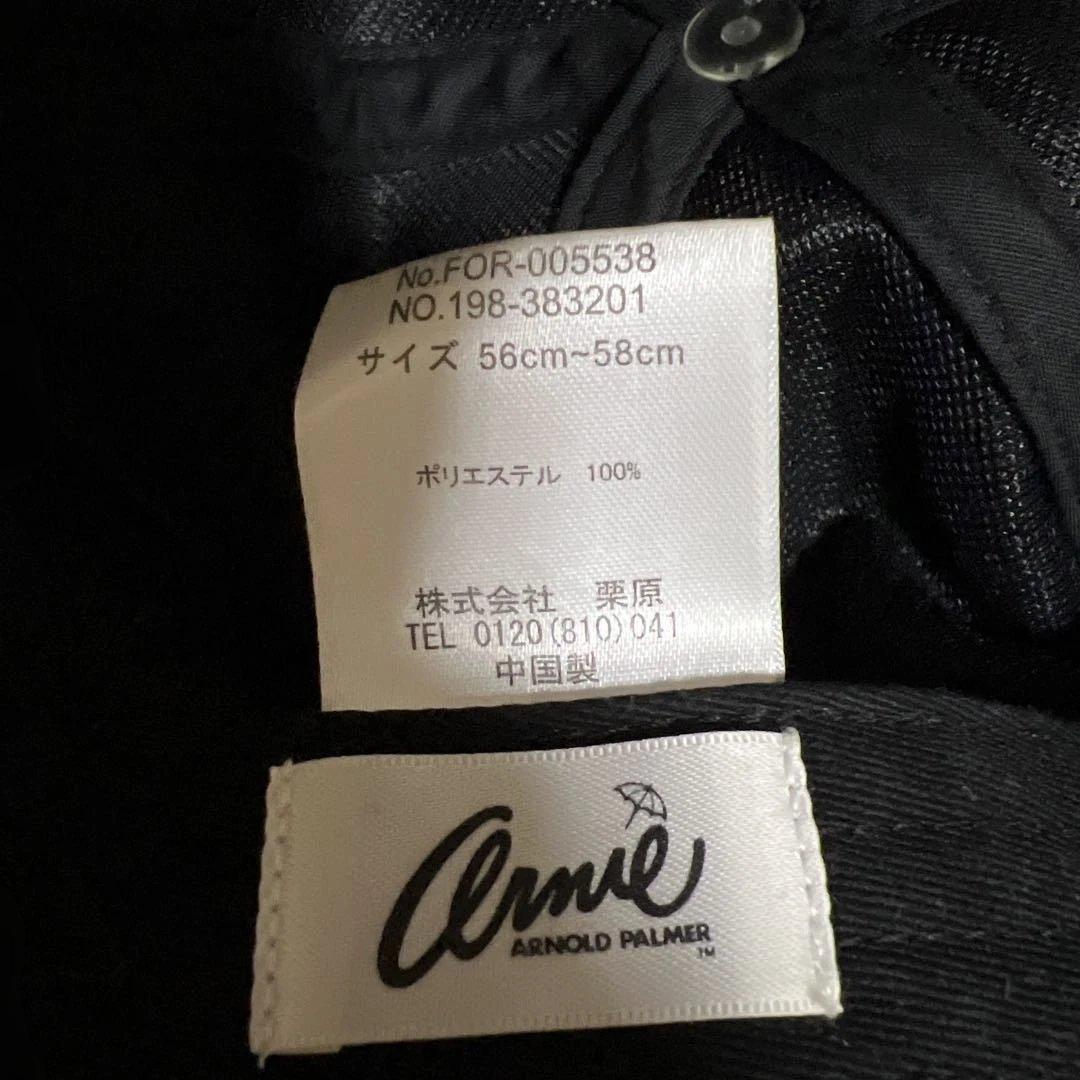 No.FOR-005538
NO.198-383201
サイズ 56cm~58cm
ポリエステル 100%
株式会社 栗原
TEL 0120(810)041
中国製
arnie
ARNOLD PALMER
TM